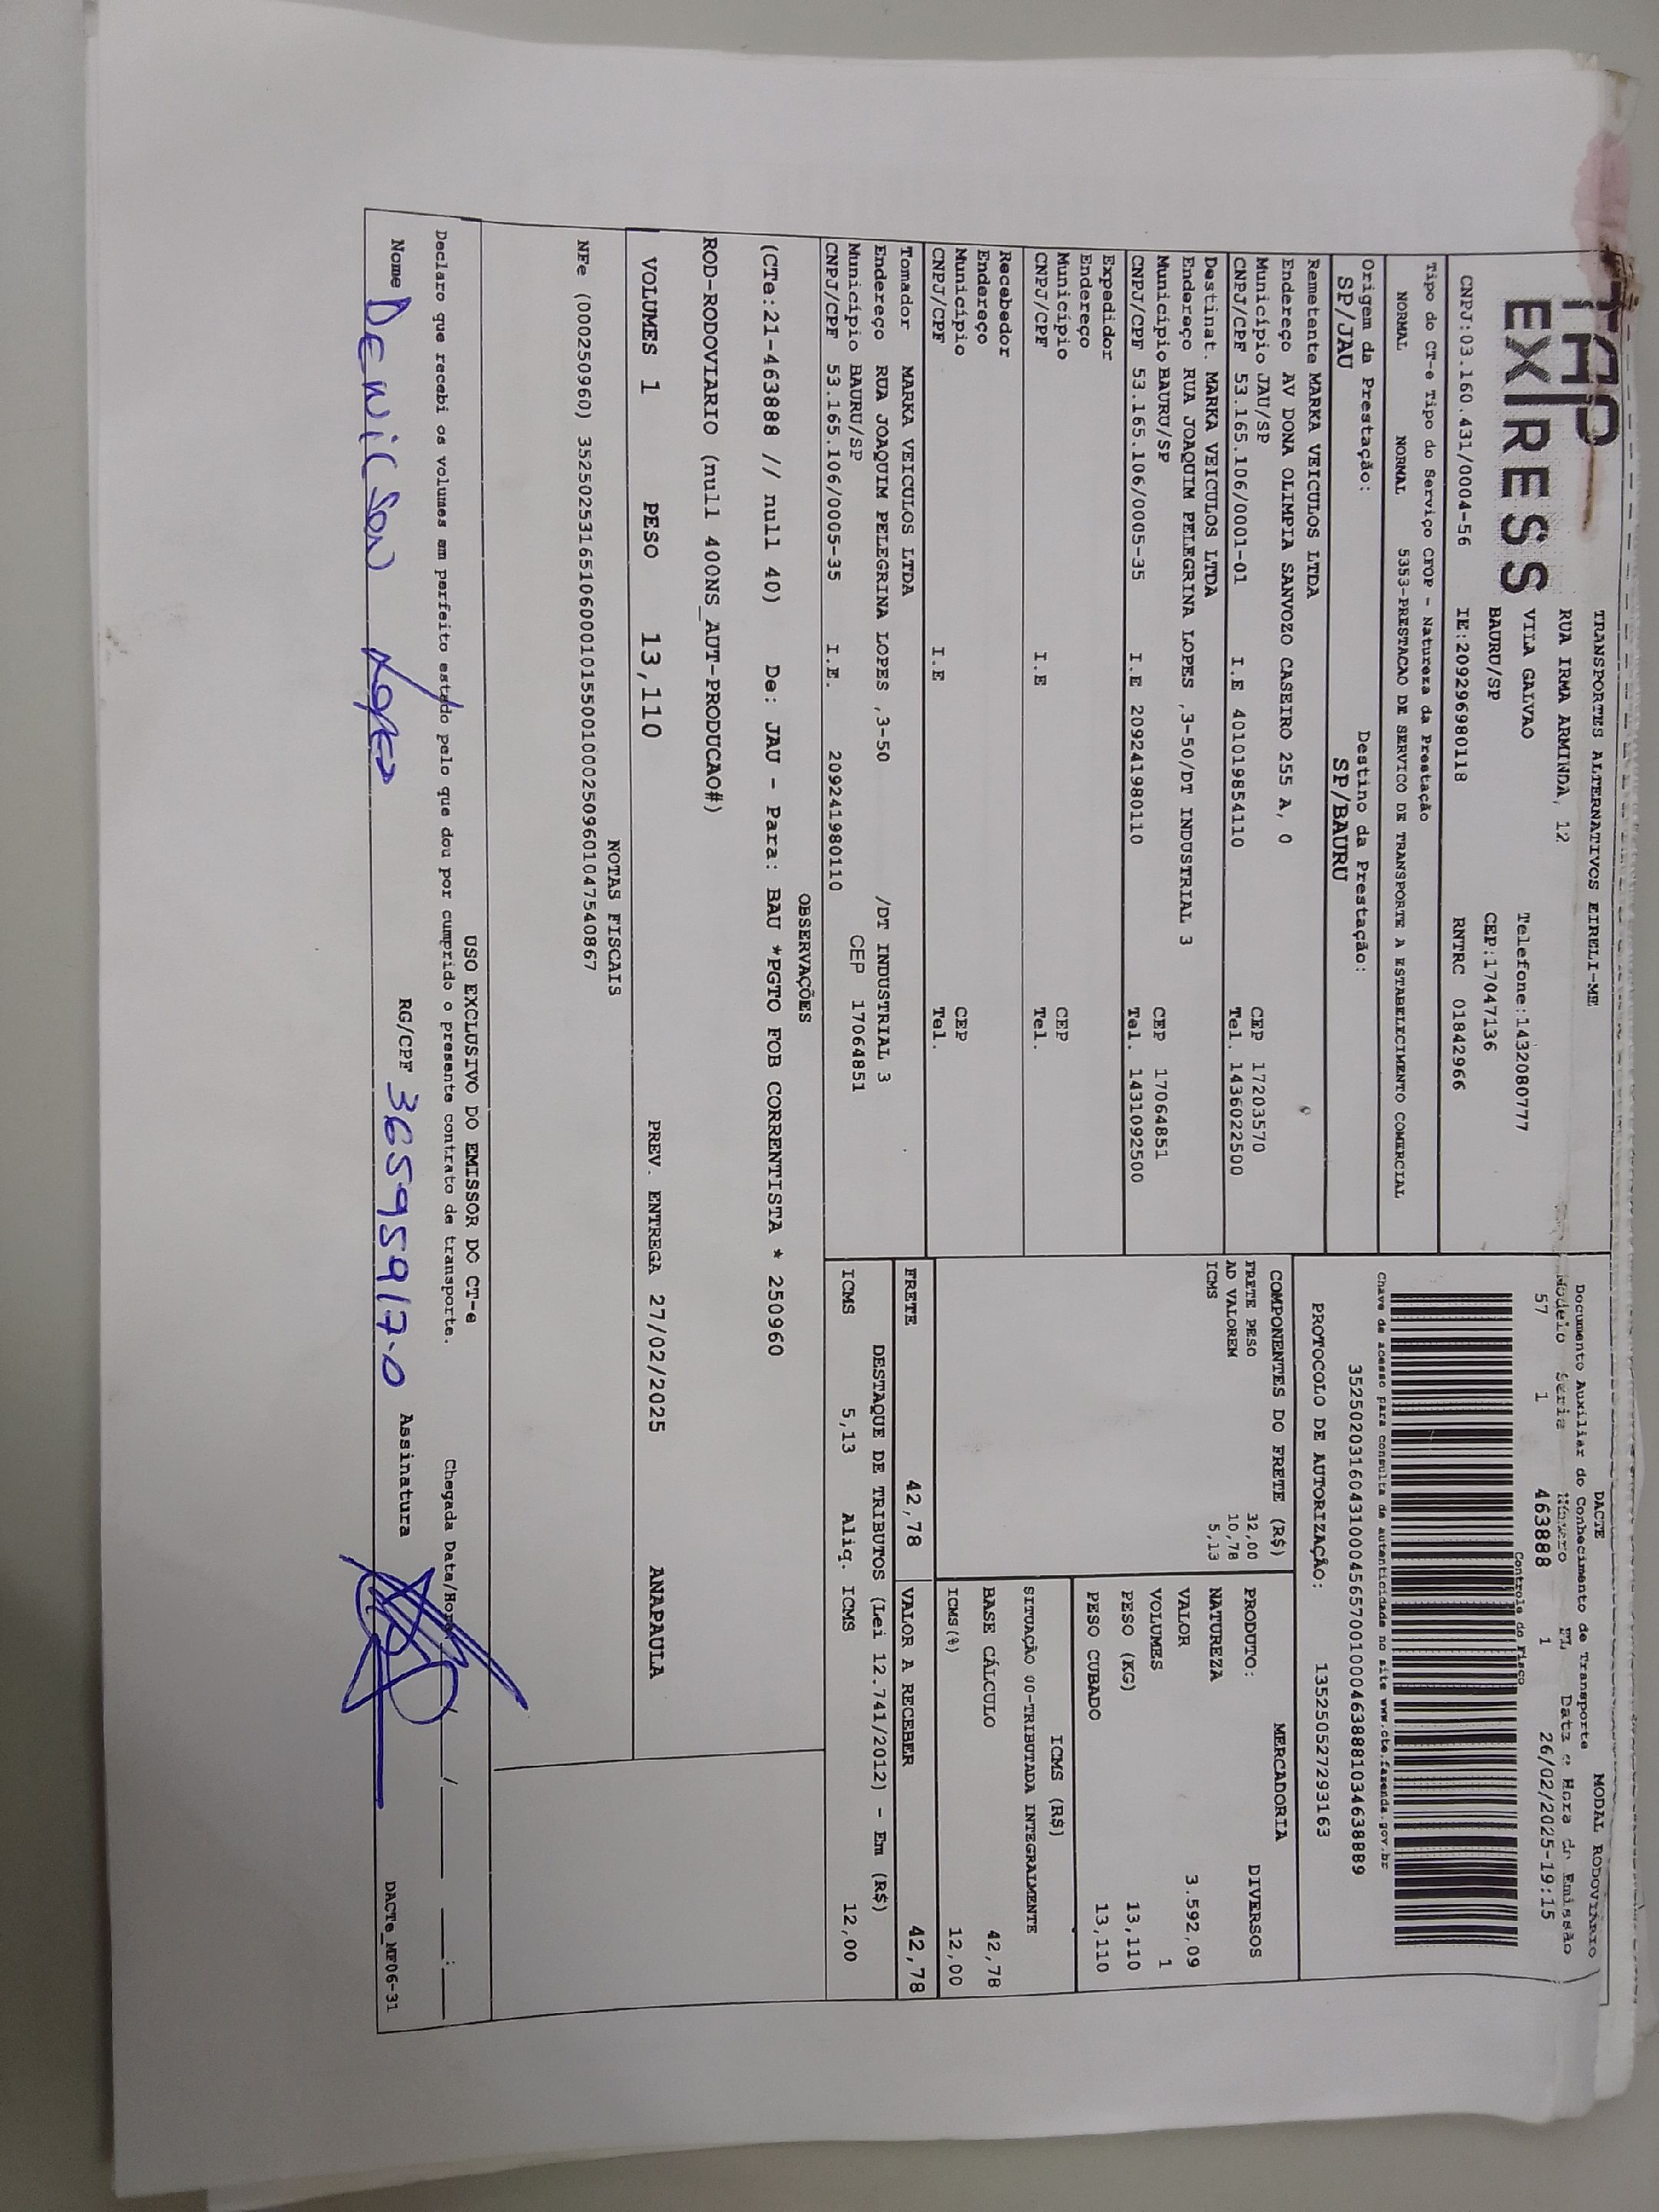 TAP
EXPRESS
TRANSPORTES ALTERNATIVOS EIRELI-ME
RUA IRMA ARMINDA, 12
VILA GALVAO Telefone:1432080777
BAURU/SP CEP:17047136
CNPJ:03.160.431/0004-56 IE:209296980118 RNTRC 01842966
DACTE MODAL RODOVIÁRIO
Documento Auxiliar do Conhecimento de Transporte
Modelo Serie Número FL Data e Hora de Emissão
57 1 463888 1 26/02/2025-19:15
Controle do Fisco
Chave de acesso para consulta de autenticidade no site www.cte.fazenda.gov.br
35250203160431000456570010004638881034638889
PROTOCOLO DE AUTORIZAÇÃO: 135250527293163
Tipo do CT-e Tipo do Serviço CFOP - Natureza da Prestação
NORMAL NORMAL 5353-PRESTACAO DE SERVICO DE TRANSPORTE A ESTABELECIMENTO COMERCIAL
Origem da Prestação: Destino da Prestação:
SP/JAU SP/BAURU
Remetente MARKA VEICULOS LTDA
Endereço AV DONA OLIMPIA SANVOZO CASEIRO 255 A, 0
Município JAU/SP CEP 17203570
CNPJ/CPF 53.165.106/0001-01 I.E 401019854110 Tel. 1436022500
Destinat. MARKA VEICULOS LTDA
Endereço RUA JOAQUIM PELEGRINA LOPES ,3-50/DT INDUSTRIAL 3
Município BAURU/SP CEP 17064851
CNPJ/CPF 53.165.106/0005-35 I.E 209241980110 Tel. 1431092500
Expedidor
Endereço
Município CEP
CNPJ/CPF I.E Tel.
Recebedor
Endereço
Município CEP
CNPJ/CPF I.E Tel.
Tomador MARKA VEICULOS LTDA
Endereço RUA JOAQUIM PELEGRINA LOPES ,3-50 /DT INDUSTRIAL 3
Município BAURU/SP CEP 17064851
CNPJ/CPF 53.165.106/0005-35 I.E. 209241980110
COMPONENTES DO FRETE (R$)
FRETE PESO 32,00
AD VALOREM 10,78
ICMS 5,13
MERCADORIA
PRODUTO: DIVERSOS
NATUREZA
VALOR 3.592,09
VOLUMES 1
PESO (KG) 13,110
PESO CUBADO 13,110
ICMS (R$)
SITUAÇÃO 00-TRIBUTADA INTEGRALMENTE
BASE CÁLCULO 42,78
ICMS(%) 12,00
FRETE 42,78 VALOR A RECEBER 42,78
DESTAQUE DE TRIBUTOS (Lei 12.741/2012) - Em (R$)
ICMS 5,13 Aliq. ICMS 12,00
OBSERVAÇÕES
(CTe:21-463888 // null 40) De: JAU - Para: BAU *PGTO FOB CORRENTISTA * 250960
ROD-RODOVIARIO (null 400NS_AUT-PRODUCAO#)
VOLUMES 1 PESO 13,110 PREV. ENTREGA 27/02/2025 ANAPAULA
NOTAS FISCAIS
NFe (000250960) 35250253165106000101550010002509601047540867
USO EXCLUSIVO DO EMISSOR DO CT-e
Declaro que recebi os volumes em perfeito estado pelo que dou por cumprido o presente contrato de transporte. Chegada Data/Hora
Nome Denilson Lopes RG/CPF 36595917-0 Assinatura
DACTe_MF06-31